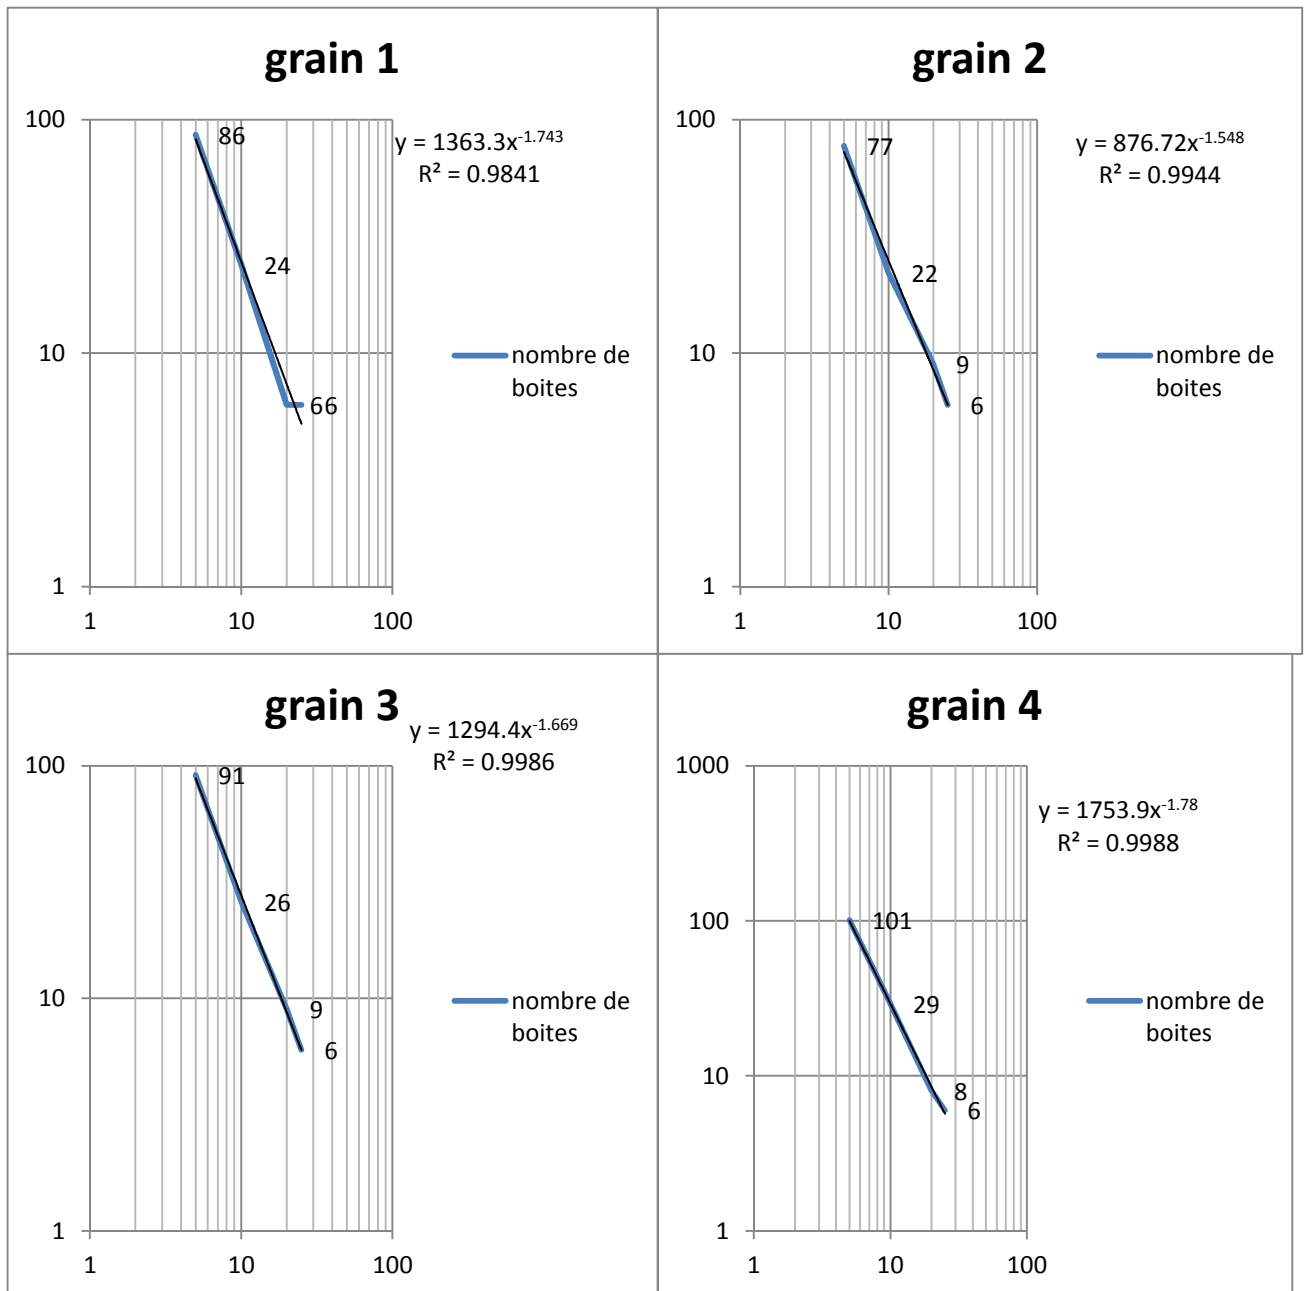 grain 1
100
86
y = 1363.3x^-1.743
R² = 0.9841
24
10
nombre de
boites
66
1
1 10 100
grain 2
100
77
y = 876.72x^-1.548
R² = 0.9944
22
10
9
nombre de
boites
6
1
1 10 100
grain 3
y = 1294.4x^-1.669
R² = 0.9986
100
91
26
10
9
nombre de
boites
6
1
1 10 100
grain 4
1000
y = 1753.9x^-1.78
R² = 0.9988
100
101
29
nombre de
boites
10
8
6
1
1 10 100